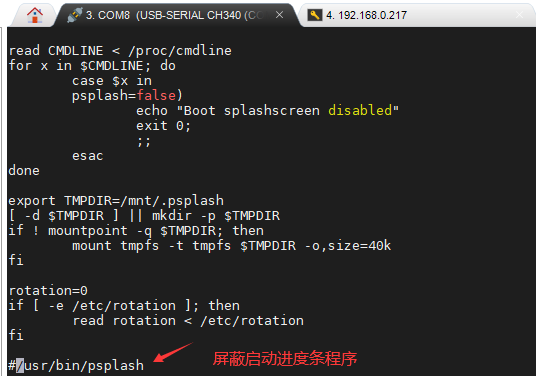 3. COM8 (USB-SERIAL CH340 (CO
4. 192.168.0.217
read CMDLINE < /proc/cmdline
for x in $CMDLINE; do
        case $x in
        psplash=false)
                echo "Boot splashscreen disabled"
                exit 0;
                ;;
        esac
done
export TMPDIR=/mnt/.psplash
[ -d $TMPDIR ] || mkdir -p $TMPDIR
if ! mountpoint -q $TMPDIR; then
        mount tmpfs -t tmpfs $TMPDIR -o,size=40k
fi
rotation=0
if [ -e /etc/rotation ]; then
        read rotation < /etc/rotation
fi
#/usr/bin/psplash
屏蔽启动进度条程序